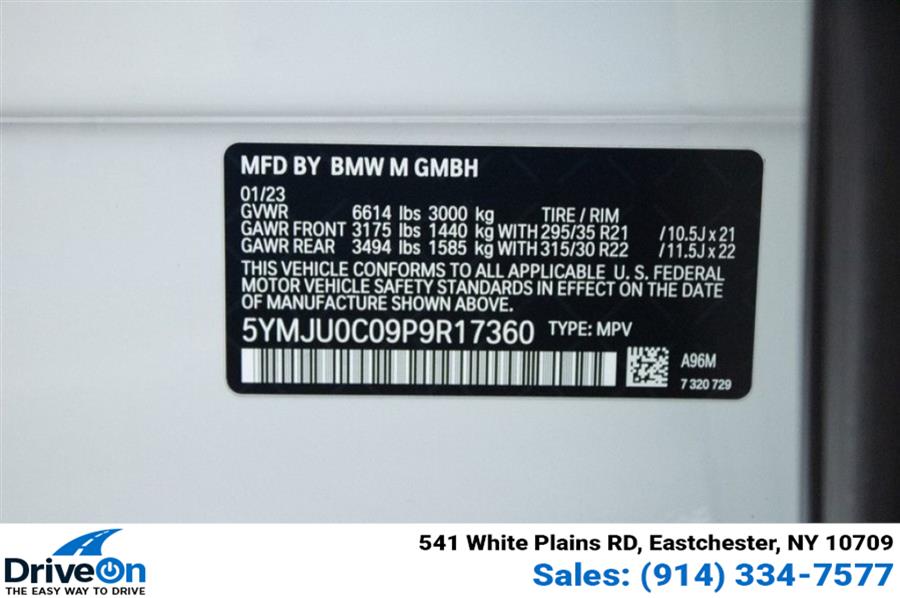 MFD BY BMW M GMBH
01/23
GVWR 6614 lbs 3000 kg TIRE / RIM
GAWR FRONT 3175 lbs 1440 kg WITH 295/35 R21 /10.5J x 21
GAWR REAR 3494 lbs 1585 kg WITH 315/30 R22 /11.5J x 22
THIS VEHICLE CONFORMS TO ALL APPLICABLE U. S. FEDERAL
MOTOR VEHICLE SAFETY STANDARDS IN EFFECT ON THE DATE
OF MANUFACTURE SHOWN ABOVE.
5YMJU0C09P9R17360 TYPE: MPV
A96M
7 320 729
DriveOn
THE EASY WAY TO DRIVE
541 White Plains RD, Eastchester, NY 10709
Sales: (914) 334-7577